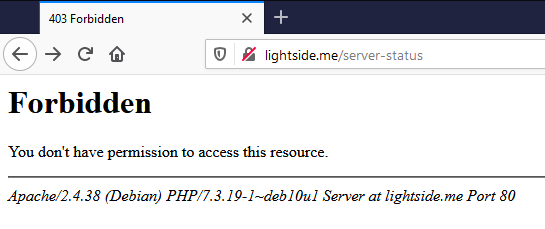 403 Forbidden
lightside.me/server-status
Forbidden
You don't have permission to access this resource.
Apache/2.4.38 (Debian) PHP/7.3.19-1~deb10u1 Server at lightside.me Port 80